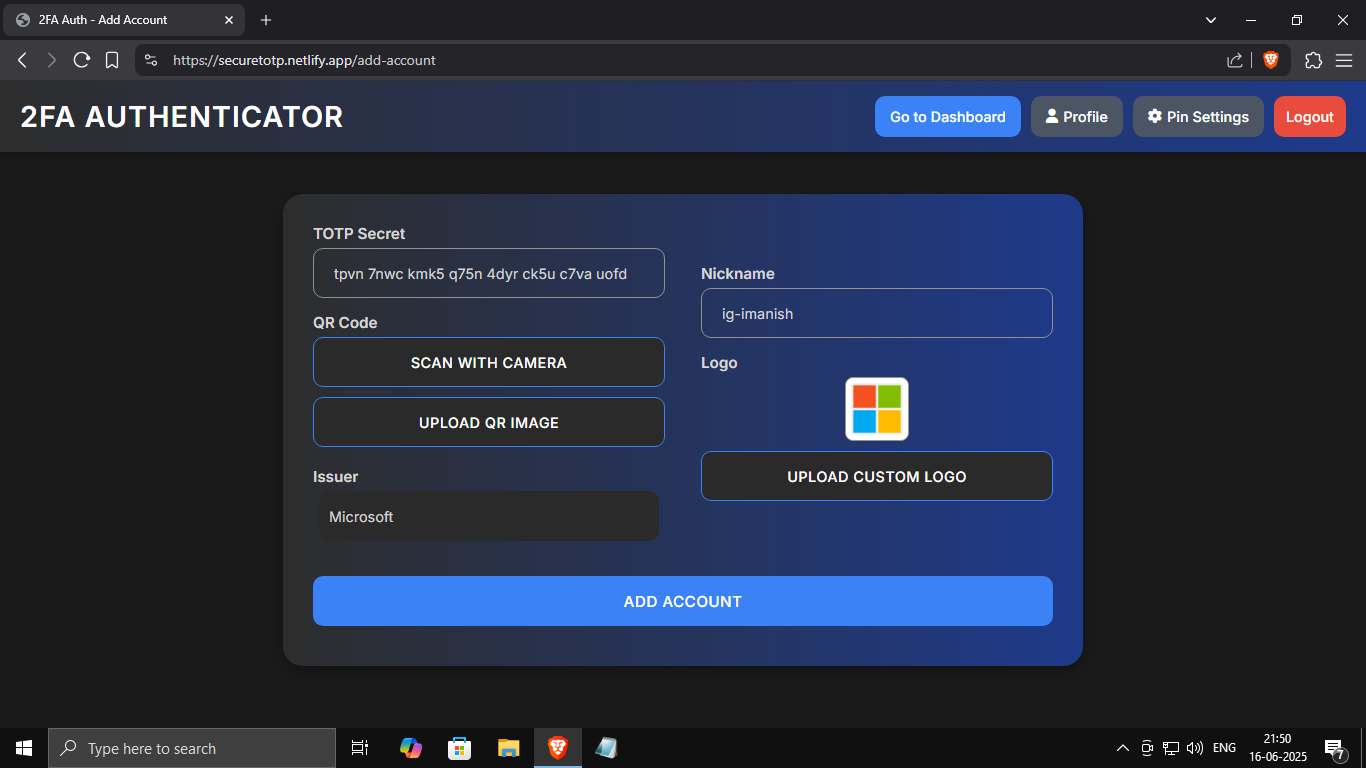 2FA Auth - Add Account
https://securetotp.netlify.app/add-account
2FA AUTHENTICATOR
Go to Dashboard
Profile
Pin Settings
Logout
TOTP Secret
tpvn 7nwc kmk5 q75n 4dyr ck5u c7va uofd
Nickname
ig-imanish
QR Code
SCAN WITH CAMERA
Logo
UPLOAD QR IMAGE
Issuer
UPLOAD CUSTOM LOGO
Microsoft
ADD ACCOUNT
Type here to search
ENG
21:50
16-06-2025
7